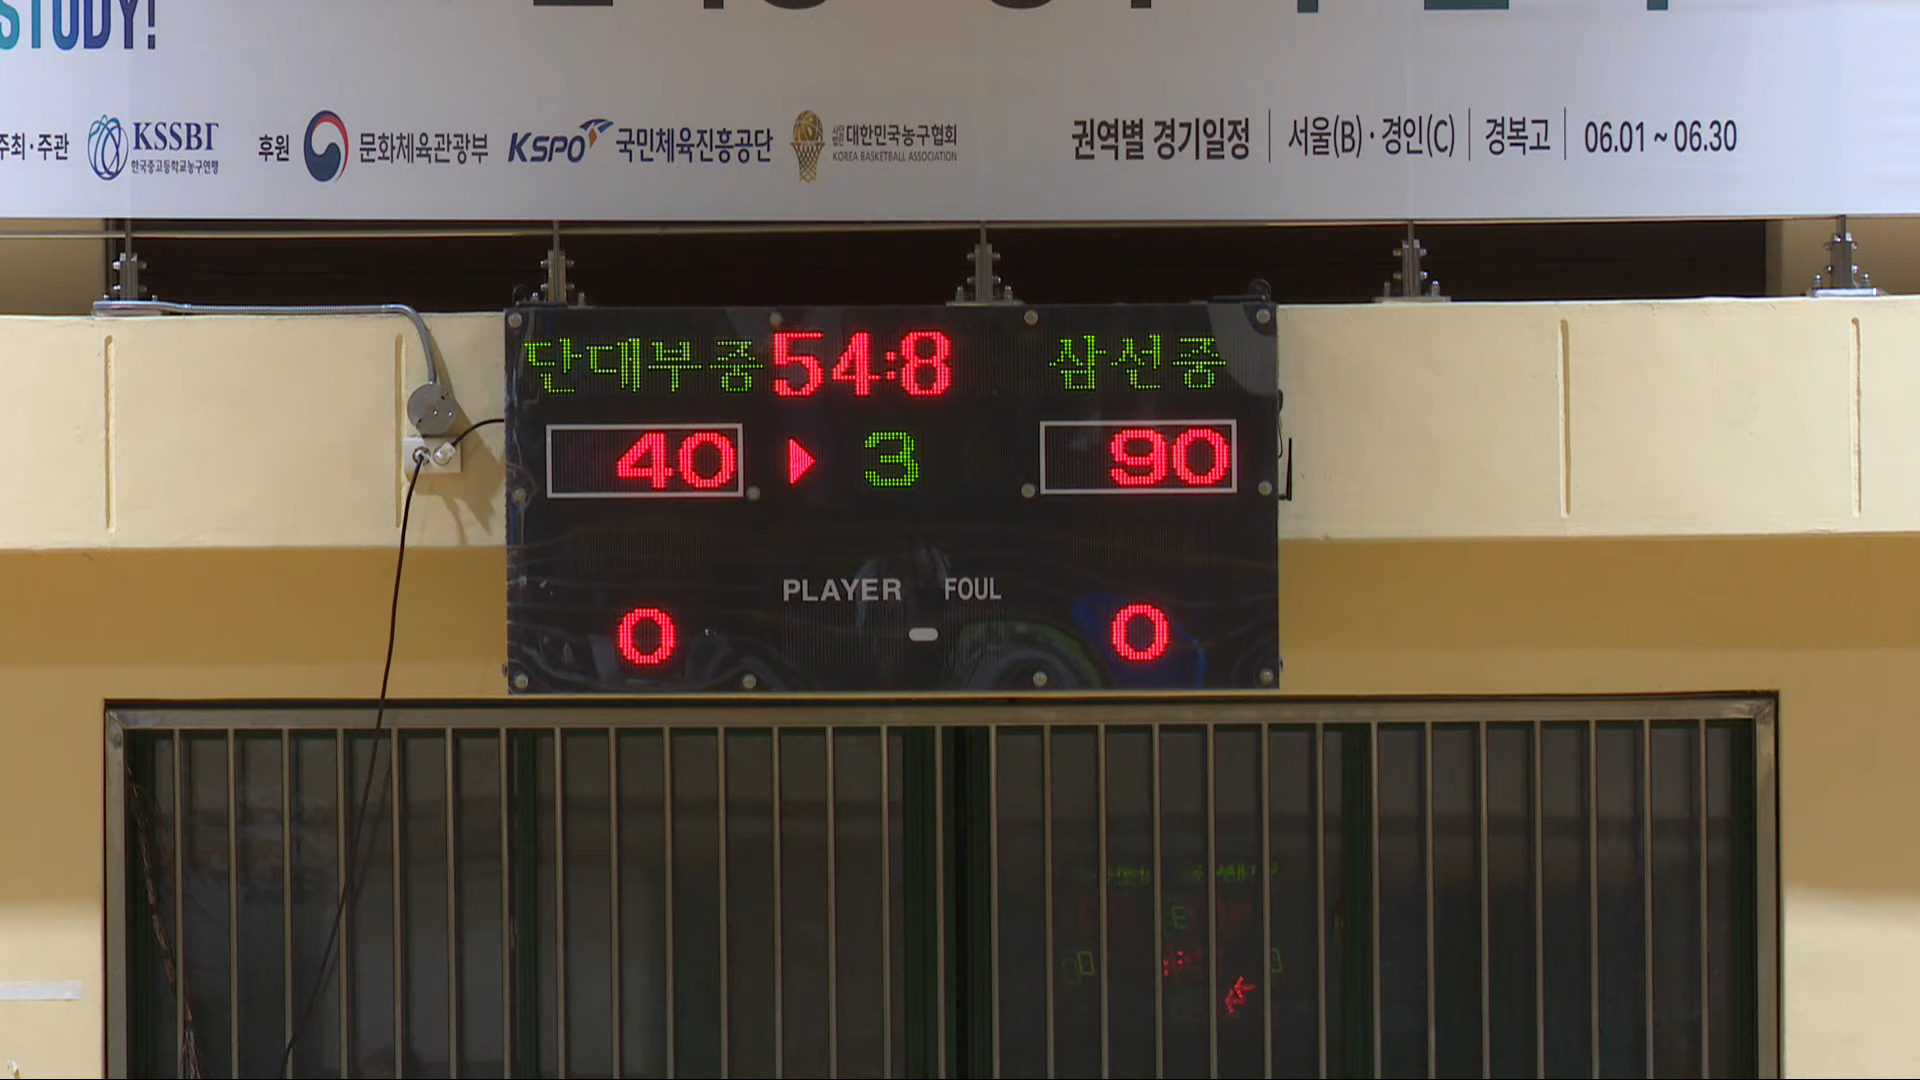 STUDY!
주최·주관 KSSBF 한국중고등학교농구연맹 후원 문화체육관광부 KSPO 국민체육진흥공단 사단법인 대한민국농구협회 KOREA BASKETBALL ASSOCIATION 권역별 경기일정 서울(B)·경인(C) 경복고 06.01 ~ 06.30
단대부중 54:8 삼선중
40 3 90
PLAYER FOUL
0 0